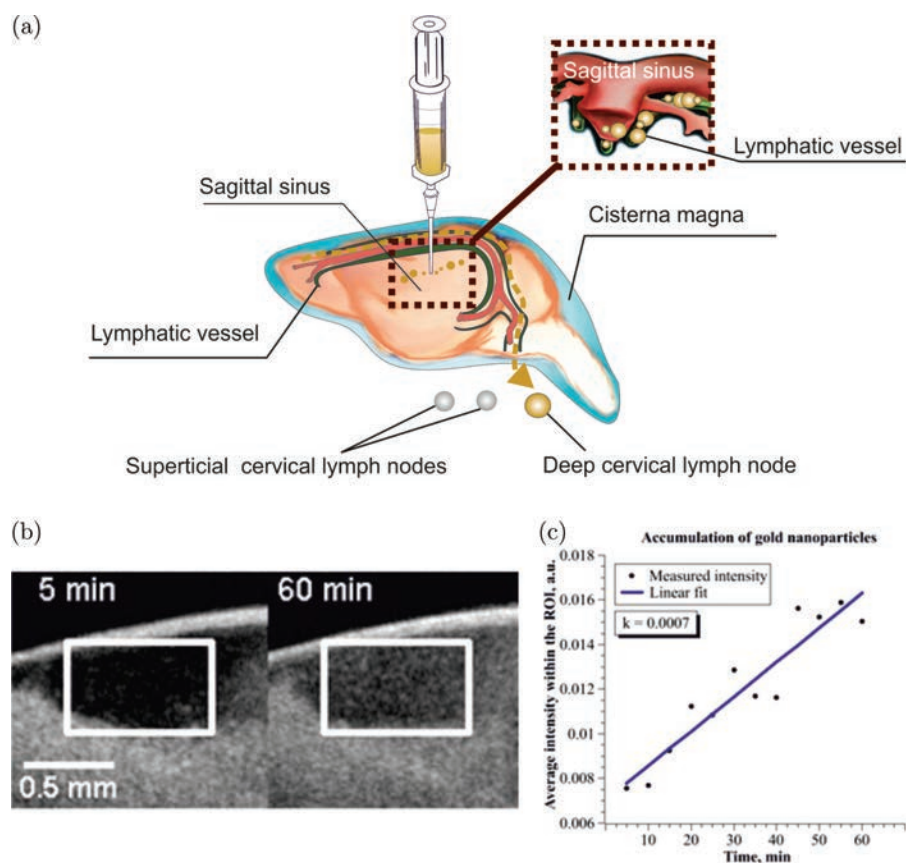 (a)
Sagittal sinus
Lymphatic vessel
Sagittal sinus
Cisterna magna
Lymphatic vessel
Superticial cervical lymph nodes
Deep cervical lymph node
(b)
5 min
60 min
0.5 mm
(c)
Accumulation of gold nanoparticles
Average intensity within the ROI, a.u.
0.018
0.016
0.014
0.012
0.01
0.008
0.006
Measured intensity
Linear fit
k = 0.0007
10 20 30 40 50 60
Time, min